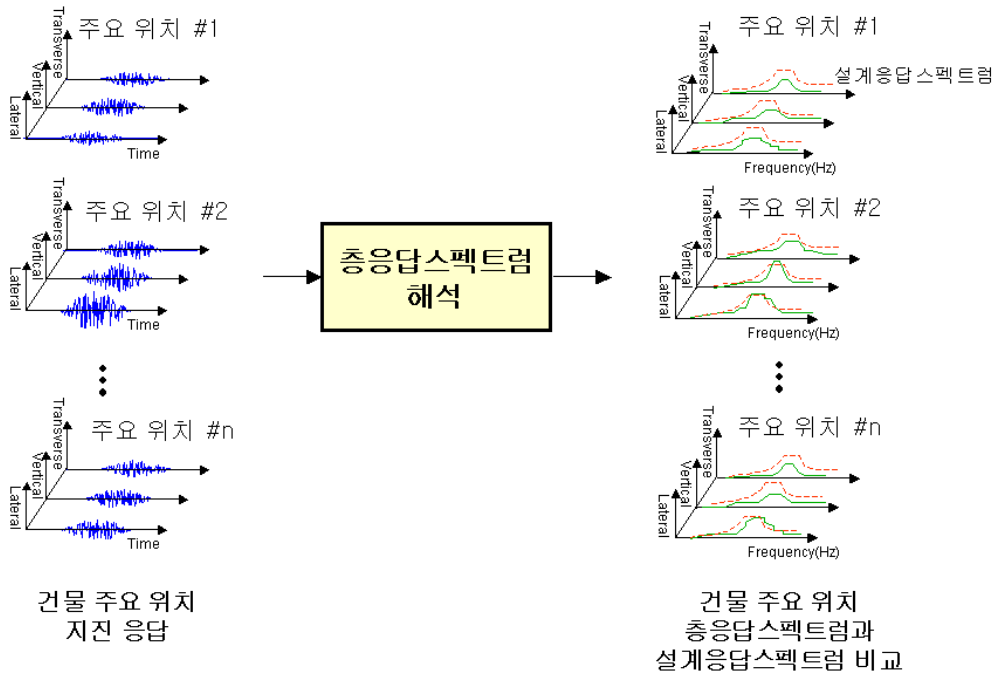 주요 위치 #1
Transverse
Vertical
Lateral
Time
주요 위치 #2
Transverse
Vertical
Lateral
Time
주요 위치 #n
Transverse
Vertical
Lateral
Time
건물 주요 위치
지진 응답
층응답스펙트럼
해석
주요 위치 #1
설계응답스펙트럼
Transverse
Vertical
Lateral
Frequency(Hz)
주요 위치 #2
Transverse
Vertical
Lateral
Frequency(Hz)
주요 위치 #n
Transverse
Vertical
Lateral
Frequency(Hz)
건물 주요 위치
층응답스펙트럼과
설계응답스펙트럼 비교